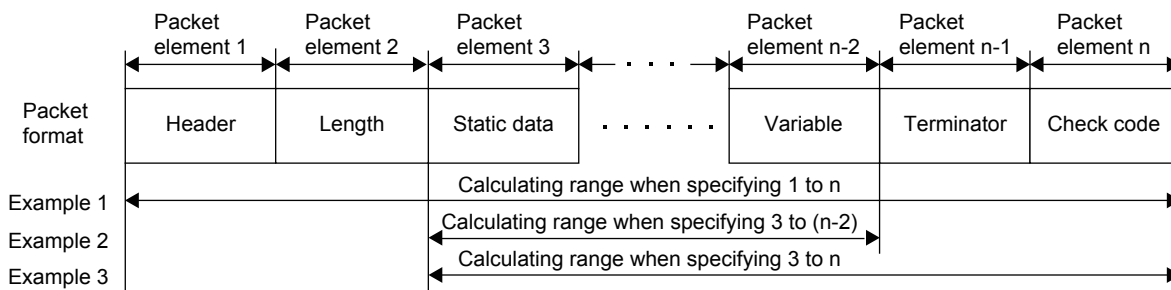 Packet element 1 Packet element 2 Packet element 3 Packet element n-2 Packet element n-1 Packet element n
· · ·
Packet format Header Length Static data · · · · · · Variable Terminator Check code
Example 1 Calculating range when specifying 1 to n
Example 2 Calculating range when specifying 3 to (n-2)
Example 3 Calculating range when specifying 3 to n